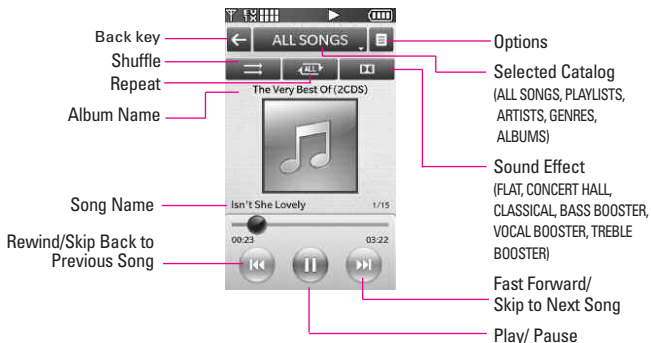 EV
1X
Back key
ALL SONGS
Options
Shuffle
Selected Catalog
(ALL SONGS, PLAYLISTS,
ARTISTS, GENRES,
ALBUMS)
Repeat
ALL
Album Name
The Very Best Of (2CDS)
Sound Effect
(FLAT, CONCERT HALL,
CLASSICAL, BASS BOOSTER,
VOCAL BOOSTER, TREBLE
BOOSTER)
Song Name
Isn't She Lovely 1/15
00:23 03:22
Rewind/Skip Back to
Previous Song
Fast Forward/
Skip to Next Song
Play/ Pause